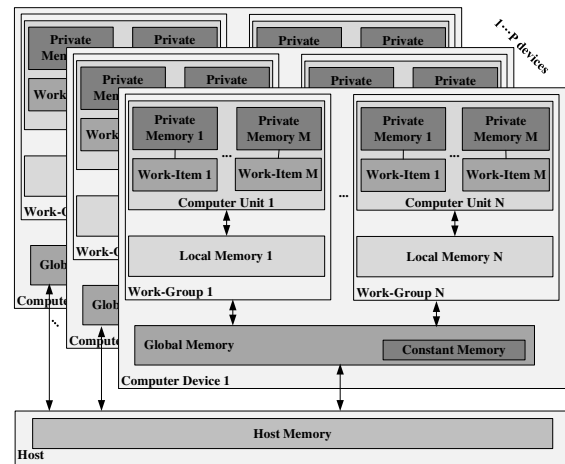 1...P devices
Private
Private
Private
Private
Private
Private
Private
Private
Private
Memory 1
Private
Memory M
Private
Memory 1
Private
Memory M
...
...
Work-Item 1
Work-Item M
Work-Item 1
Work-Item M
Computer Unit 1
...
Computer Unit N
Local Memory 1
Local Memory N
Work-Group 1
Work-Group N
Global Memory
Constant Memory
Computer Device 1
...
Host Memory
Host